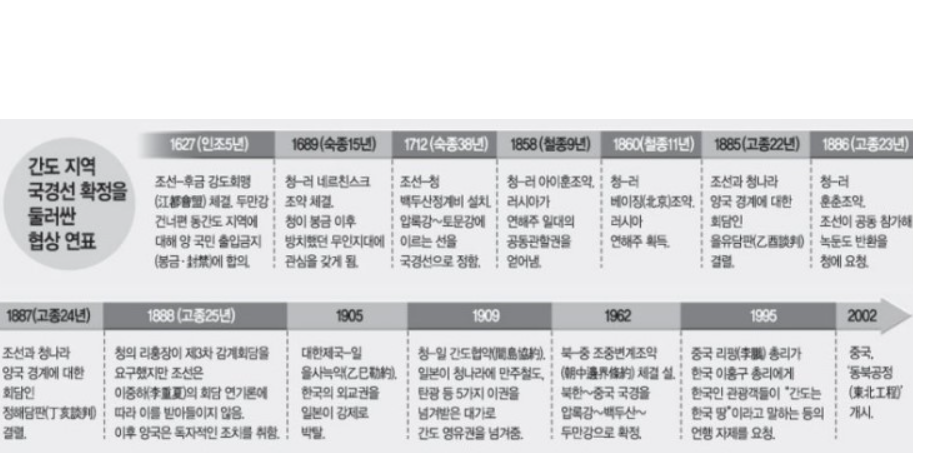 간도 지역
국경선 확정을
둘러싼
협상 연표
1627(인조5년)
조선–후금 강도회맹
(江都會盟) 체결. 두만강
건너편 동간도 지역에
대해 양 국민 출입금지
(봉금·封禁)에 합의.
1689(숙종15년)
청–러 네르친스크
조약 체결.
청이 봉금 이후
방치했던 무인지대에
관심을 갖게 됨.
1712(숙종38년)
조선–청
백두산정계비 설치.
압록강~토문강에
이르는 선을
국경선으로 정함.
1858(철종9년)
청–러 아이훈조약.
러시아가
연해주 일대의
공동관할권을
얻어냄.
1860(철종11년)
청–러
베이징(北京)조약.
러시아
연해주 획득.
1885(고종22년)
조선과 청나라
양국 경계에 대한
회담인
을유담판(乙酉談判)
결렬.
1886(고종23년)
청–러
훈춘조약.
조선이 공동 참가해
녹둔도 반환을
청에 요청.
1887(고종24년)
조선과 청나라
양국 경계에 대한
회담인
정해담판(丁亥談判)
결렬.
1888(고종25년)
청의 리훙장이 제3차 감계회담을
요구했지만 조선은
이중하(李重夏)의 회담 연기론에
따라 이를 받아들이지 않음.
이후 양국은 독자적인 조치를 취함.
1905
대한제국–일
을사늑약(乙巳勒約).
한국의 외교권을
일본이 강제로
박탈.
1909
청–일 간도협약(間島協約).
일본이 청나라에 만주철도,
탄광 등 5가지 이권을
넘겨받은 대가로
간도 영유권을 넘겨줌.
1962
북–중 조중변계조약
(朝中邊界條約) 체결 설.
북한~중국 국경을
압록강~백두산~
두만강으로 확정.
1995
중국 리펑(李鵬) 총리가
한국 이홍구 총리에게
한국인 관광객들이 "간도는
한국 땅"이라고 말하는 등의
언행 자제를 요청.
2002
중국,
'동북공정
(東北工程)'
개시.